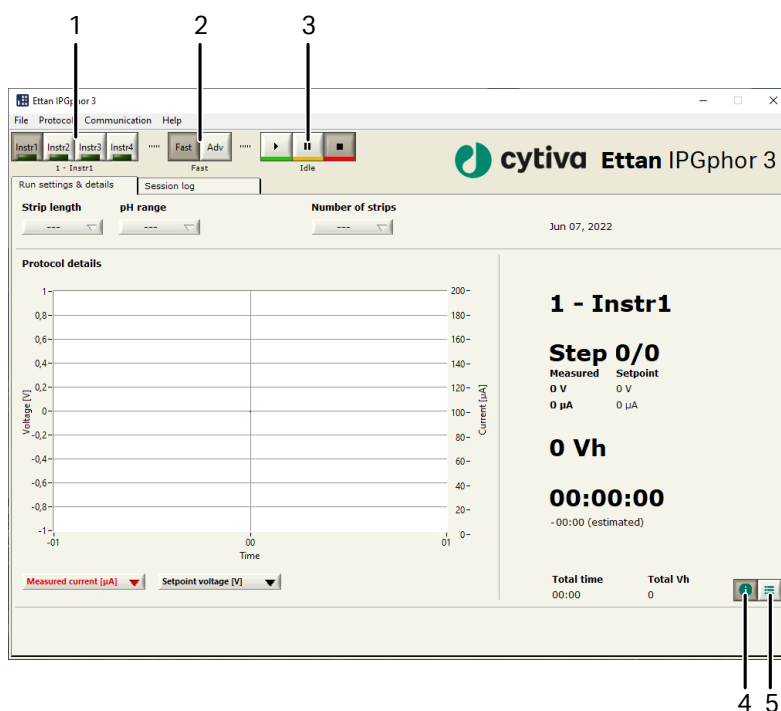 1 2 3
Ettan IPGphor 3
File Protocol Communication Help
Instr1 Instr2 Instr3 Instr4 Fast Adv
1 - Instr1 Fast Idle
cytiva Ettan IPGphor 3
Run settings & details Session log
Strip length pH range Number of strips
--- --- ---
Jun 07, 2022
Protocol details
1 - Instr1
Step 0/0
Measured Setpoint
0 V 0 V
0 µA 0 µA
0 Vh
00:00:00
-00:00 (estimated)
Voltage [V]
1
0,8
0,6
0,4
0,2
0
-0,2
-0,4
-0,6
-0,8
-1
200
180
160
140
120
100
80
60
40
20
0
Current [µA]
-01 00 01
Time
Measured current [µA] Setpoint voltage [V]
Total time Total Vh
00:00 0
4 5